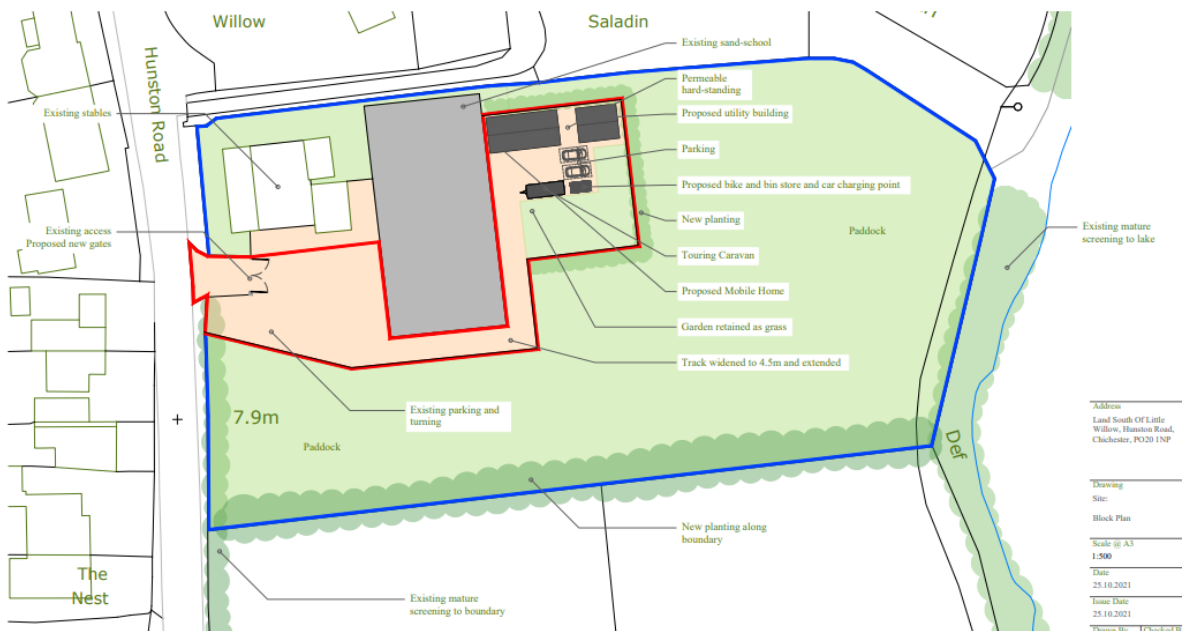 Willow
Saladin
Hunston Road
Existing sand-school
Permeable
hard-standing
Existing stables
Proposed utility building
Parking
Proposed bike and bin store and car charging point
New planting
Existing access
Proposed new gates
Paddock
Existing mature
screening to lake
Touring Caravan
Proposed Mobile Home
Garden retained as grass
Track widened to 4.5m and extended
Existing parking and
turning
7.9m
Paddock
Def
New planting along
boundary
The
Nest
Existing mature
screening to boundary
Address
Land South Of Little
Willow, Hunston Road,
Chichester, PO20 1NP
Drawing
Site:
Block Plan
Scale @ A3
1:500
Date
25.10.2021
Issue Date
25.10.2021
Drawn By
Checked B